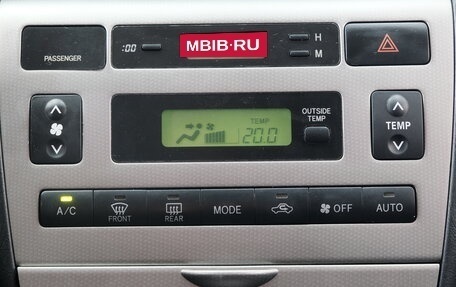 :00
MBIB·RU
H
M
PASSENGER
OUTSIDE
TEMP
TEMP
20.0
TEMP
A/C
FRONT
REAR
MODE
OFF
AUTO